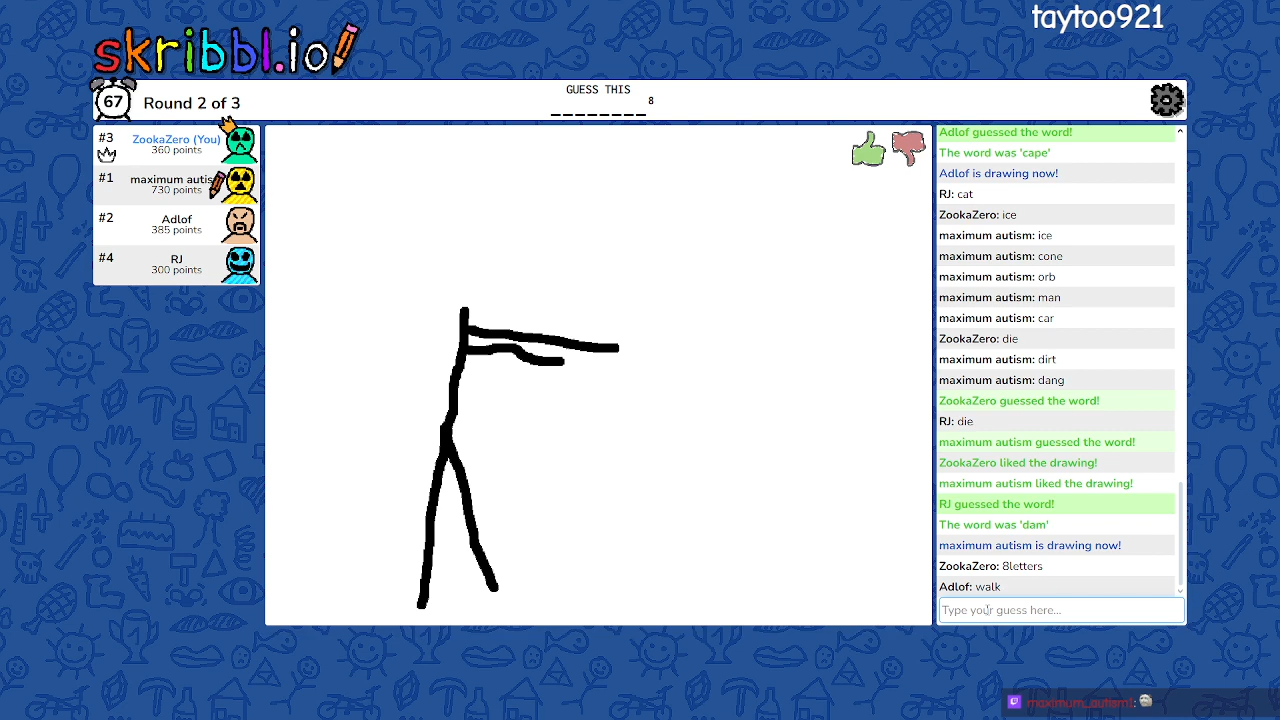 taytoo921
skribbl.io
67
Round 2 of 3
GUESS THIS
________ 8
#3
ZookaZero (You)
360 points
#1
maximum autis
730 points
#2
Adlof
385 points
#4
RJ
300 points
Adlof guessed the word!
The word was 'cape'
Adlof is drawing now!
RJ: cat
ZookaZero: ice
maximum autism: ice
maximum autism: cone
maximum autism: orb
maximum autism: man
maximum autism: car
ZookaZero: die
maximum autism: dirt
maximum autism: dang
ZookaZero guessed the word!
RJ: die
maximum autism guessed the word!
ZookaZero liked the drawing!
maximum autism liked the drawing!
RJ guessed the word!
The word was 'dam'
maximum autism is drawing now!
ZookaZero: 8letters
Adlof: walk
Type your guess here...
maximum_autism1: